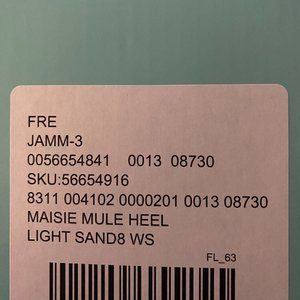 FRE
JAMM-3
0056654841 0013 08730
SKU:56654916
8311 004102 0000201 0013 08730
MAISIE MULE HEEL
LIGHT SAND8 WS
FL_63